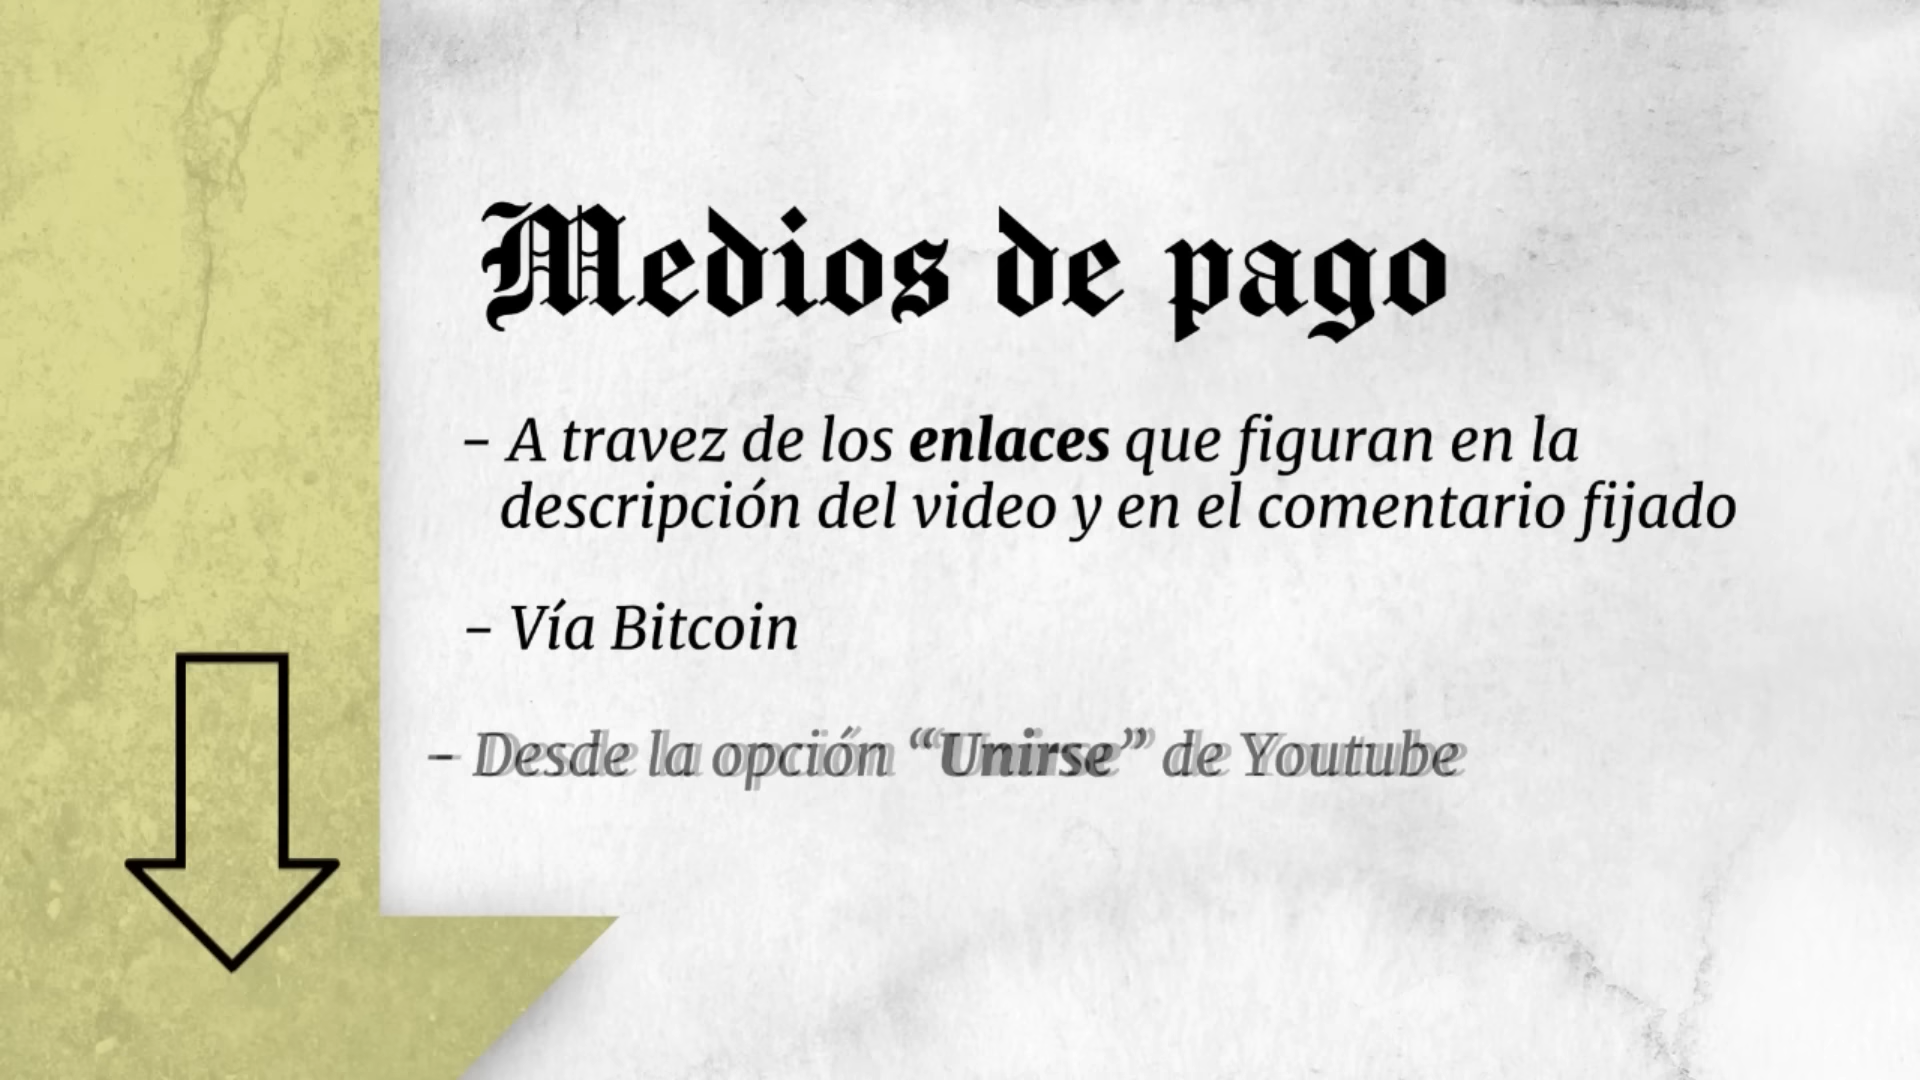 Medios de pago
- A travez de los enlaces que figuran en la
descripción del video y en el comentario fijado
- Vía Bitcoin
- Desde la opción “Unirse” de Youtube